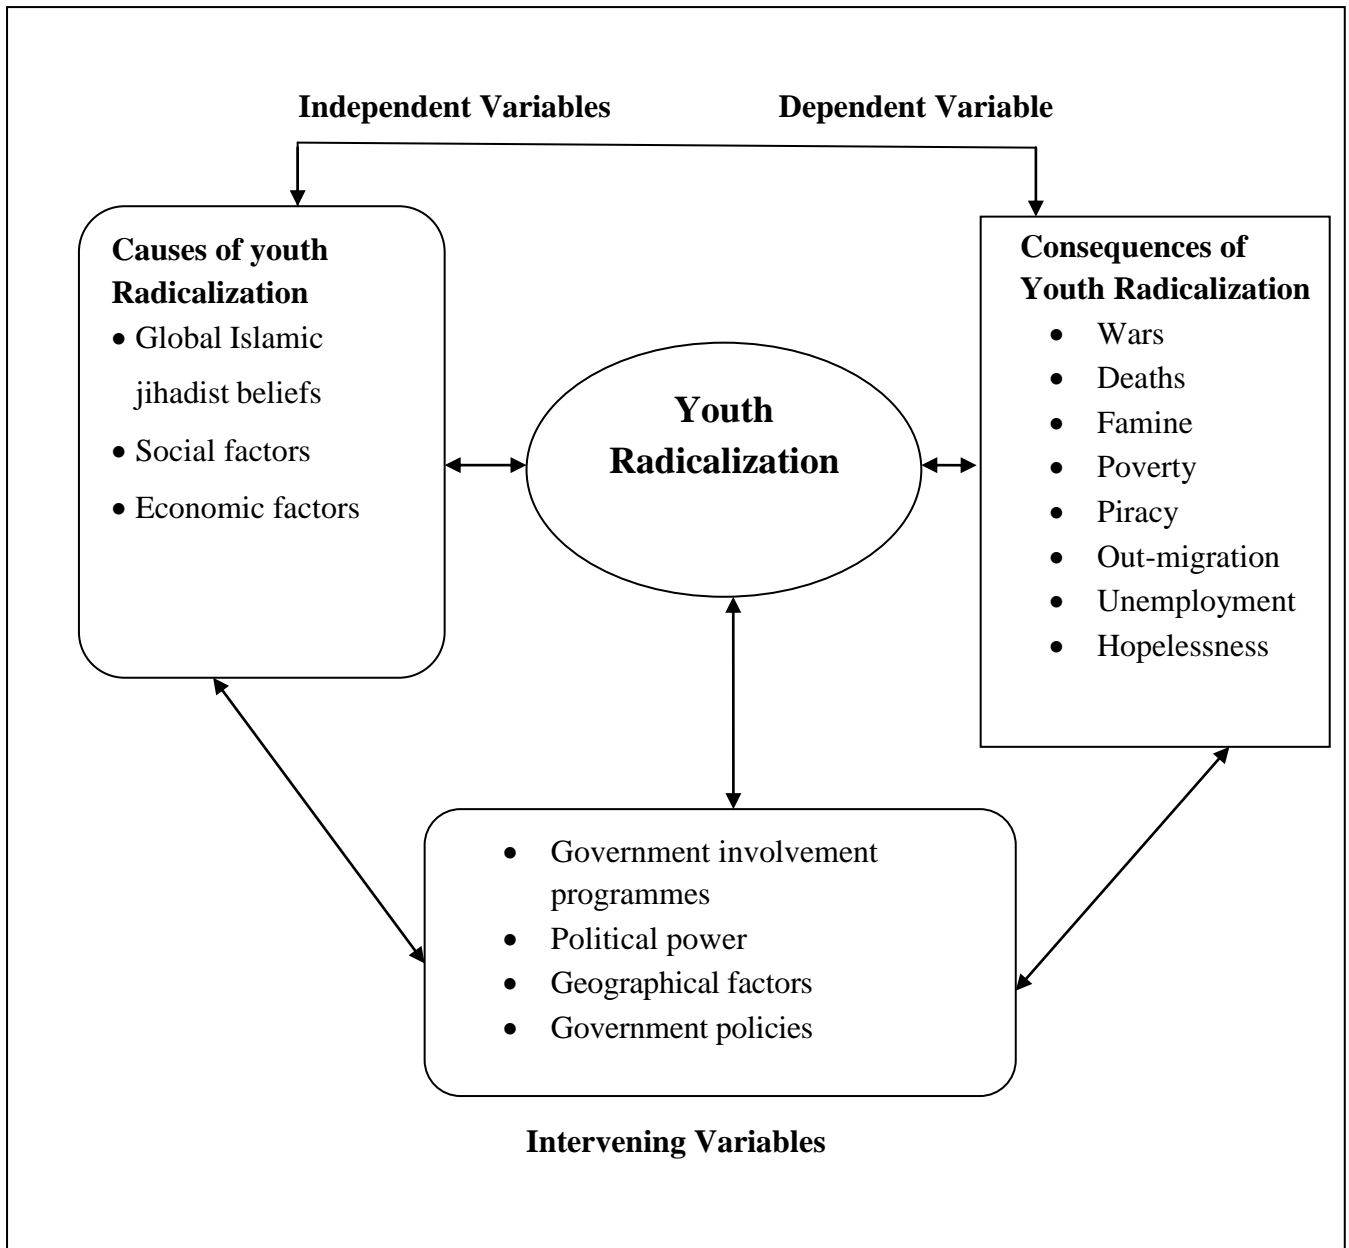 Independent Variables
Dependent Variable
Causes of youth
Radicalization
• Global Islamic
jihadist beliefs
• Social factors
• Economic factors
Youth
Radicalization
Consequences of
Youth Radicalization
• Wars
• Deaths
• Famine
• Poverty
• Piracy
• Out-migration
• Unemployment
• Hopelessness
• Government involvement
programmes
• Political power
• Geographical factors
• Government policies
Intervening Variables